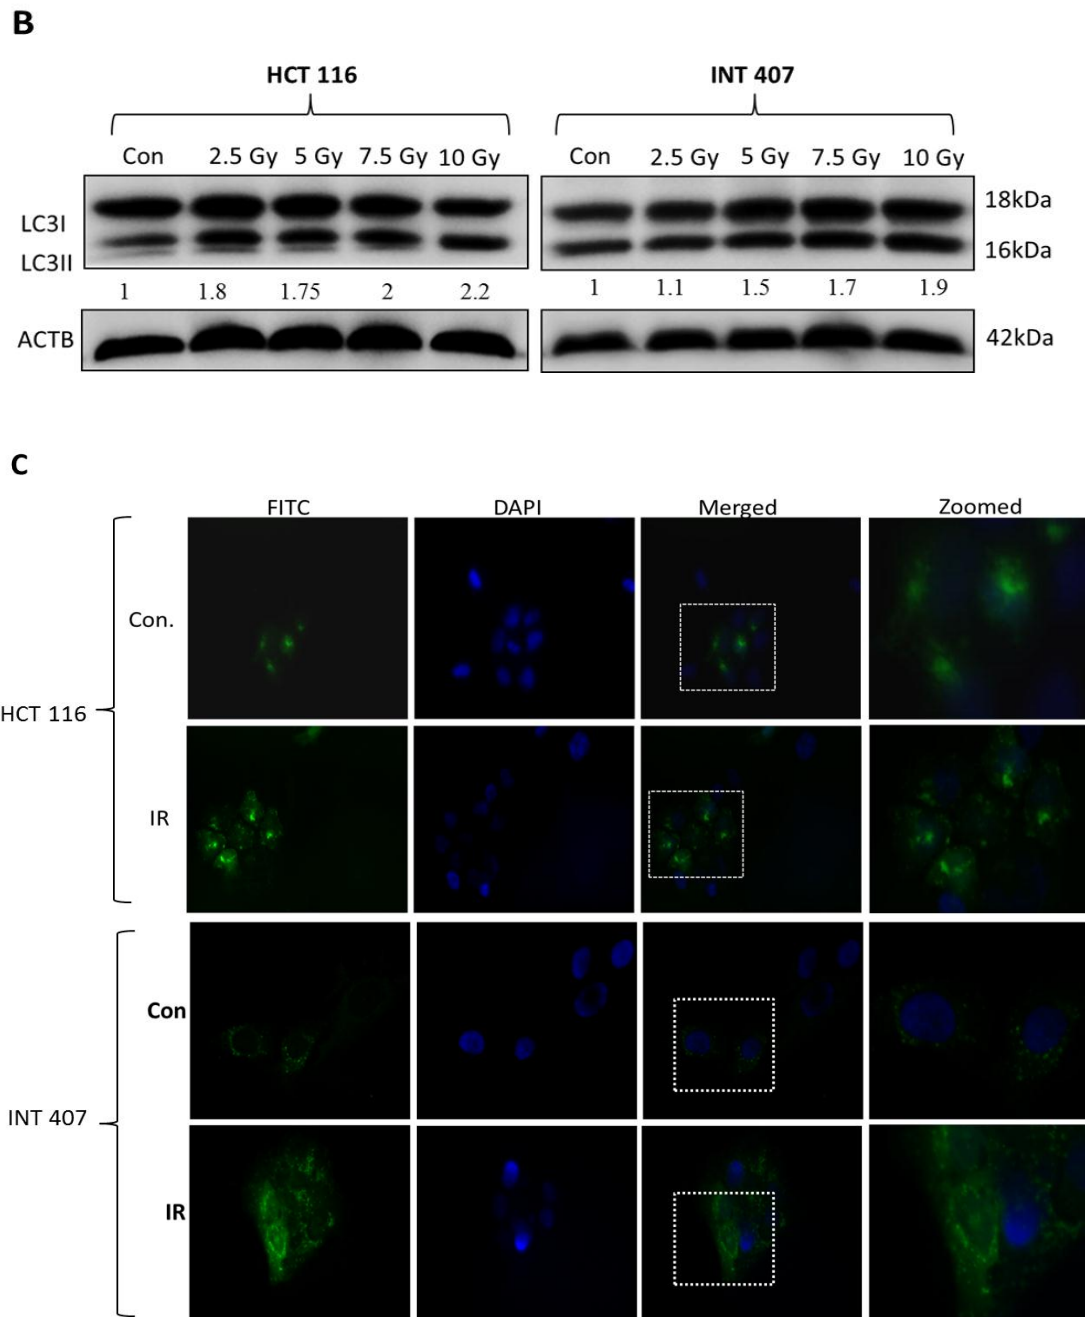 B
HCT 116 INT 407
Con 2.5 Gy 5 Gy 7.5 Gy 10 Gy Con 2.5 Gy 5 Gy 7.5 Gy 10 Gy
18kDa
LC3I
16kDa
LC3II
1 1.8 1.75 2 2.2 1 1.1 1.5 1.7 1.9
ACTB 42kDa
C
FITC DAPI Merged Zoomed
Con.
HCT 116
IR
Con
INT 407
IR